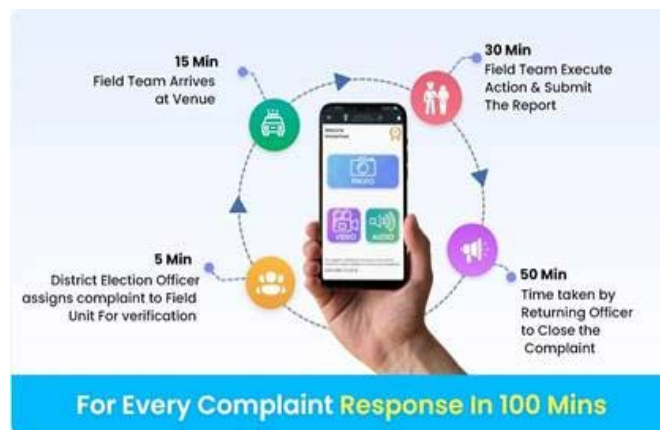 15 Min
Field Team Arrives
at Venue
30 Min
Field Team Execute
Action & Submit
The Report
PHOTO
VIDEO
AUDIO
5 Min
District Election Officer
assigns complaint to Field
Unit For verification
50 Min
Time taken by
Returning Officer
to Close the
Complaint
For Every Complaint Response In 100 Mins